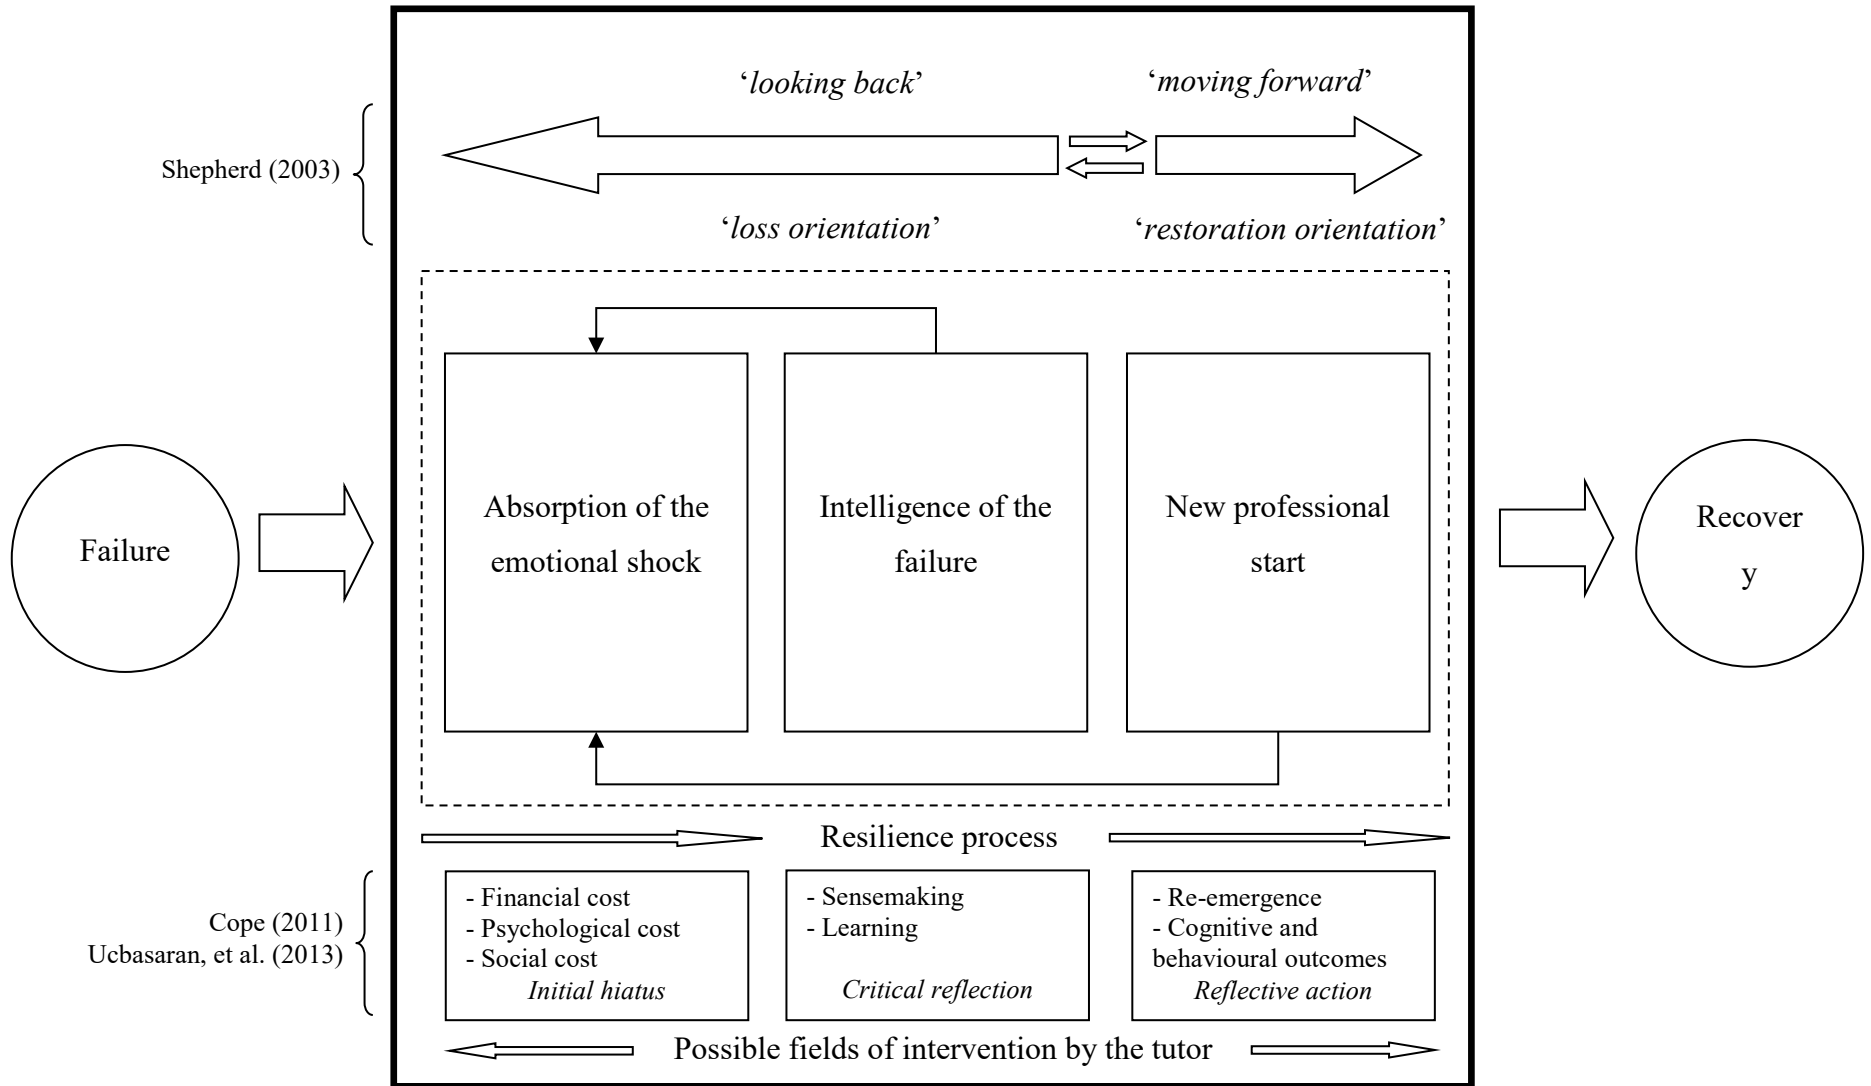 ‘looking back’
‘moving forward’
Shepherd (2003)
‘loss orientation’
‘restoration orientation’
Failure
Absorption of the
emotional shock
Intelligence of the
failure
New professional
start
Recover
y
Resilience process
Cope (2011)
Ucbasaran, et al. (2013)
- Financial cost
- Psychological cost
- Social cost
Initial hiatus
- Sensemaking
- Learning
Critical reflection
- Re-emergence
- Cognitive and
behavioural outcomes
Reflective action
Possible fields of intervention by the tutor